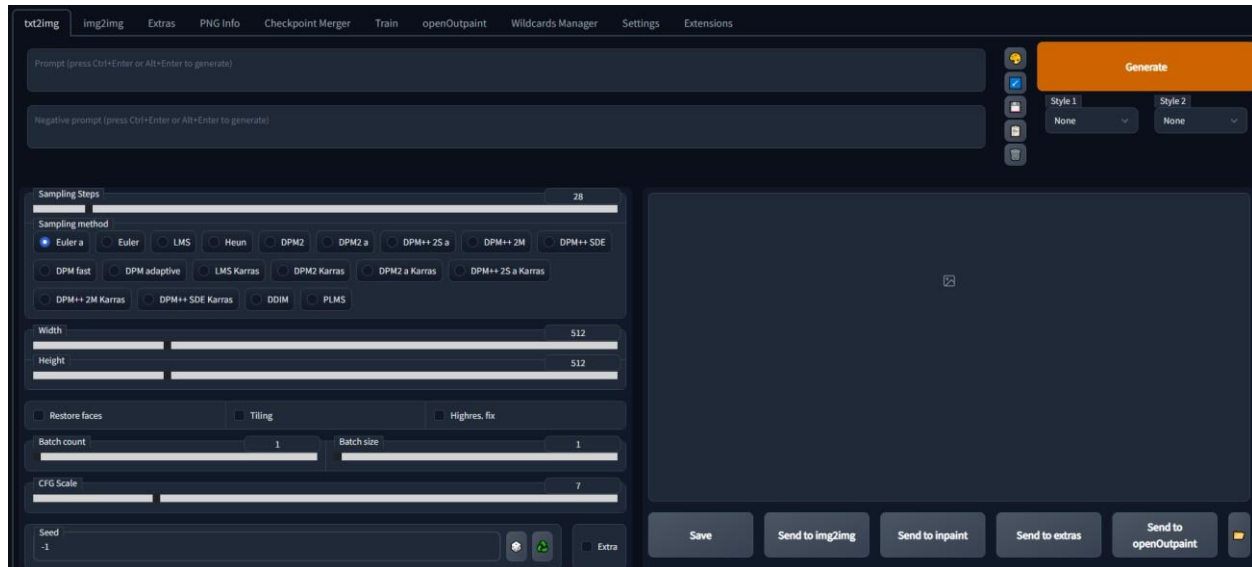 txt2img img2img Extras PNG Info Checkpoint Merger Train openOutpaint Wildcards Manager Settings Extensions
Prompt (press Ctrl+Enter or Alt+Enter to generate)
Generate
Negative prompt (press Ctrl+Enter or Alt+Enter to generate)
Style 1 Style 2
None None
Sampling Steps 28
Sampling method
Euler a Euler LMS Heun DPM2 DPM2 a DPM++ 2S a DPM++ 2M DPM++ SDE
DPM fast DPM adaptive LMS Karras DPM2 Karras DPM2 a Karras DPM++ 2S a Karras
DPM++ 2M Karras DPM++ SDE Karras DDIM PLMS
Width 512
Height 512
Restore faces Tiling Highres. fix
Batch count 1 Batch size 1
CFG Scale 7
Seed
-1
Extra
Save Send to img2img Send to inpaint Send to extras Send to openOutpaint